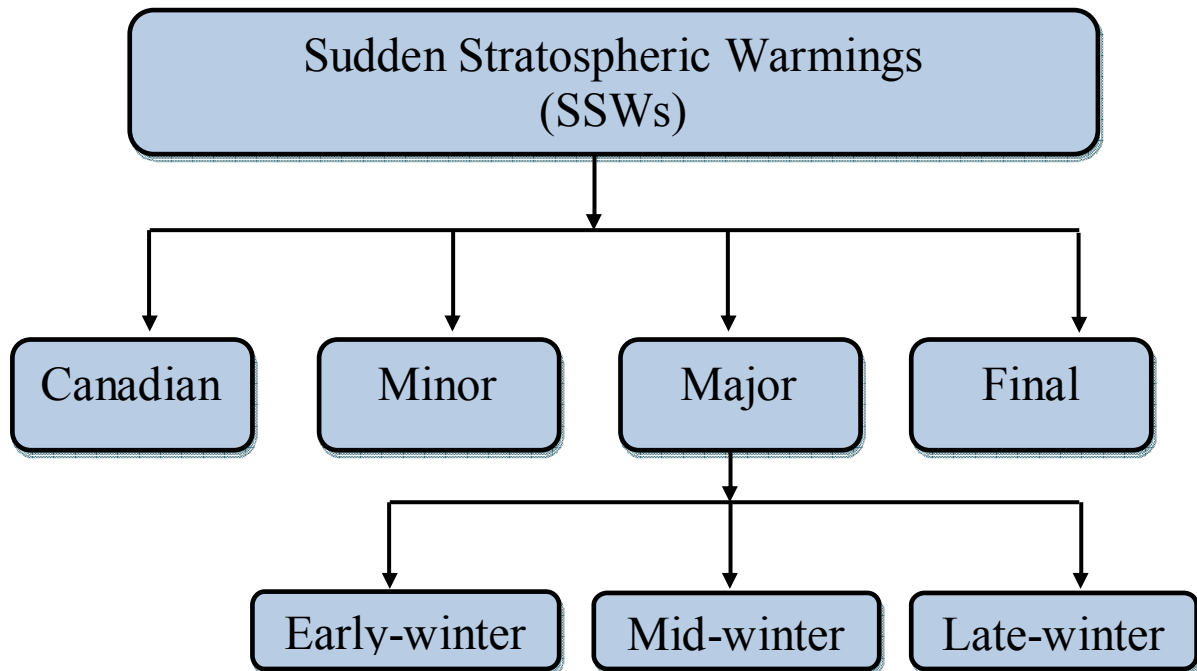 Sudden Stratospheric Warmings
(SSWs)
Canadian
Minor
Major
Final
Early-winter
Mid-winter
Late-winter